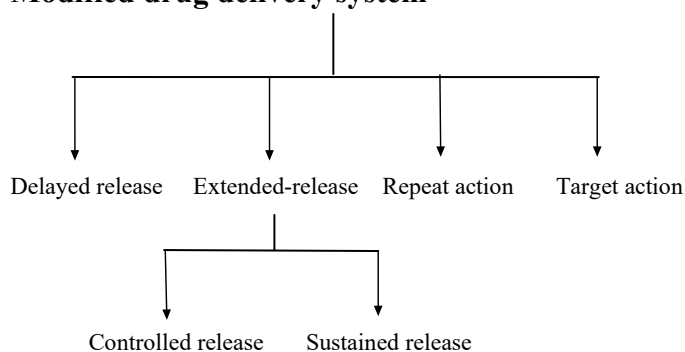 Modified drug delivery system
Delayed release Extended-release Repeat action Target action
Controlled release Sustained release